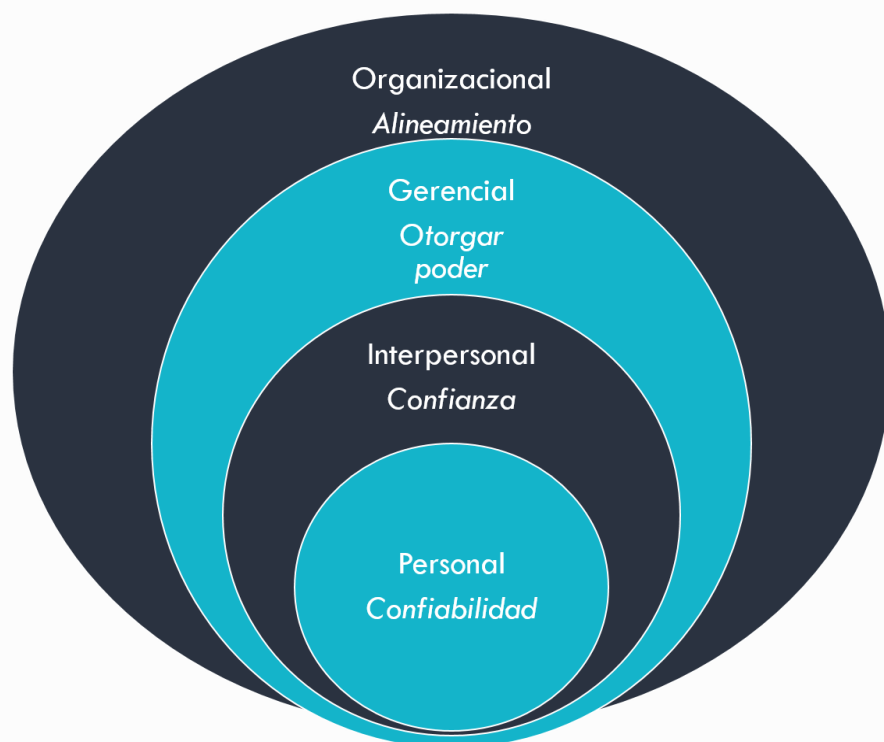 Organizacional
Alineamiento
Gerencial
Otorgar
poder
Interpersonal
Confianza
Personal
Confiabilidad